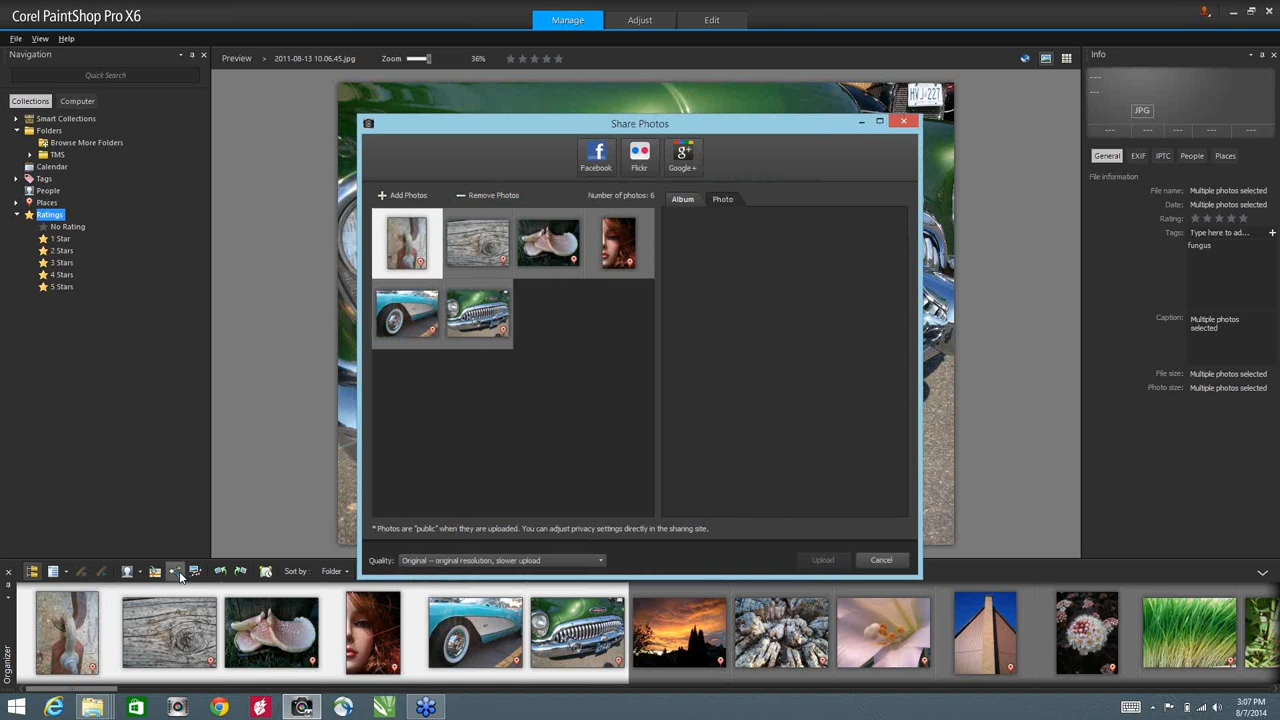 Corel PaintShop Pro X6
Manage
Adjust
Edit
File View Help
Navigation
Quick Search
Collections Computer
Smart Collections
Folders
Browse More Folders
TMS
Calendar
Tags
People
Places
Ratings
No Rating
1 Star
2 Stars
3 Stars
4 Stars
5 Stars
Preview > 2011-08-13 10.06.45.jpg Zoom 36%
HVJ·227
Share Photos
Facebook
Flickr
Google+
Add Photos Remove Photos Number of photos: 6
Album Photo
* Photos are "public" when they are uploaded. You can adjust privacy settings directly in the sharing site.
Quality: Original -- original resolution, slower upload
Upload Cancel
Info
---
---
JPG
--- --- --- --- ---
General EXIF IPTC People Places
File information
File name: Multiple photos selected
Date: Multiple photos selected
Rating:
Tags: Type here to ad... +
fungus
Caption: Multiple photos
selected
File size: Multiple photos selected
Photo size: Multiple photos selected
Sort by: Folder
Organizer
3:07 PM
8/7/2014